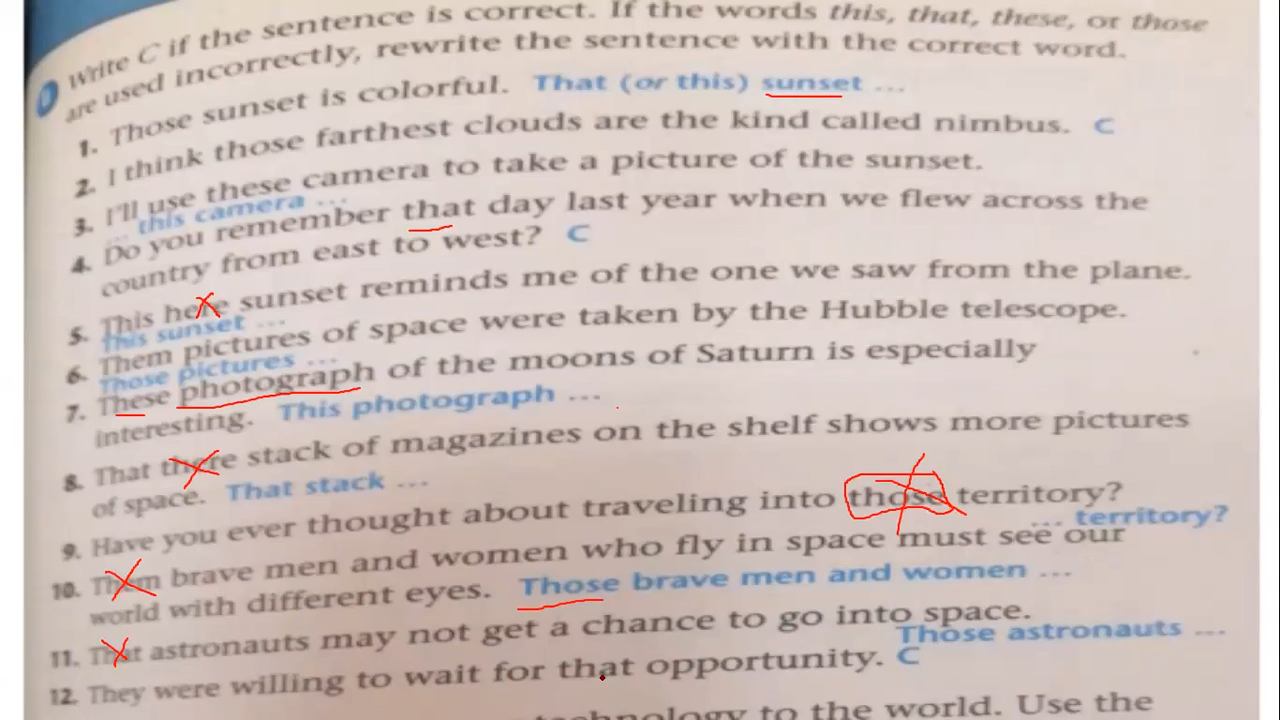 Write C if the sentence is correct. If the words this, that, these, or those
are used incorrectly, rewrite the sentence with the correct word.
1. Those sunset is colorful. That (or this) sunset ...
2. I think those farthest clouds are the kind called nimbus. C
3. I'll use these camera to take a picture of the sunset.
... this camera ...
4. Do you remember that day last year when we flew across the
country from east to west? C
5. This here sunset reminds me of the one we saw from the plane.
This sunset ...
6. Them pictures of space were taken by the Hubble telescope.
Those pictures ...
7. These photograph of the moons of Saturn is especially
interesting. This photograph ...
8. That there stack of magazines on the shelf shows more pictures
of space. That stack ...
9. Have you ever thought about traveling into those territory?
... territory?
10. Them brave men and women who fly in space must see our
world with different eyes. Those brave men and women ...
11. That astronauts may not get a chance to go into space.
Those astronauts ...
12. They were willing to wait for that opportunity. C
technology to the world. Use the